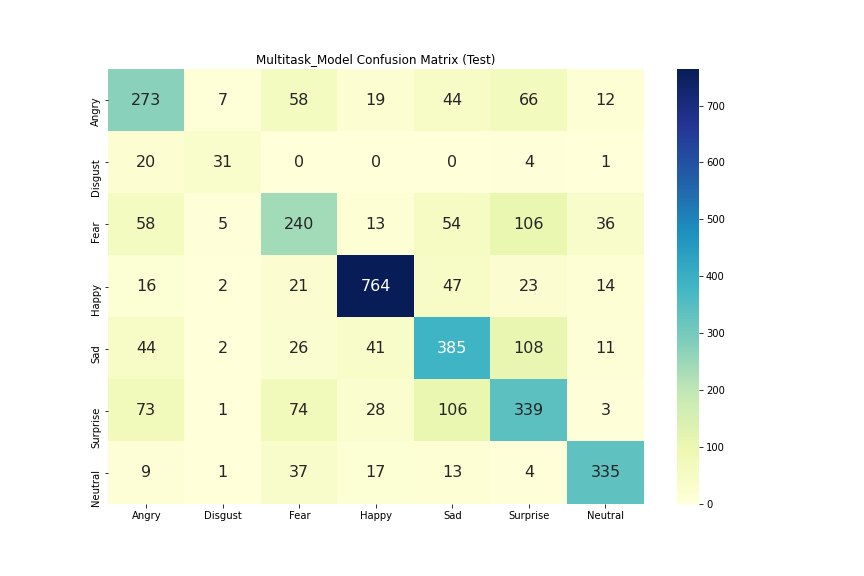 Multitask_Model Confusion Matrix (Test)
Angry 273 7 58 19 44 66 12
Disgust 20 31 0 0 0 4 1
Fear 58 5 240 13 54 106 36
Happy 16 2 21 764 47 23 14
Sad 44 2 26 41 385 108 11
Surprise 73 1 74 28 106 339 3
Neutral 9 1 37 17 13 4 335
Angry Disgust Fear Happy Sad Surprise Neutral
700
600
500
400
300
200
100
0